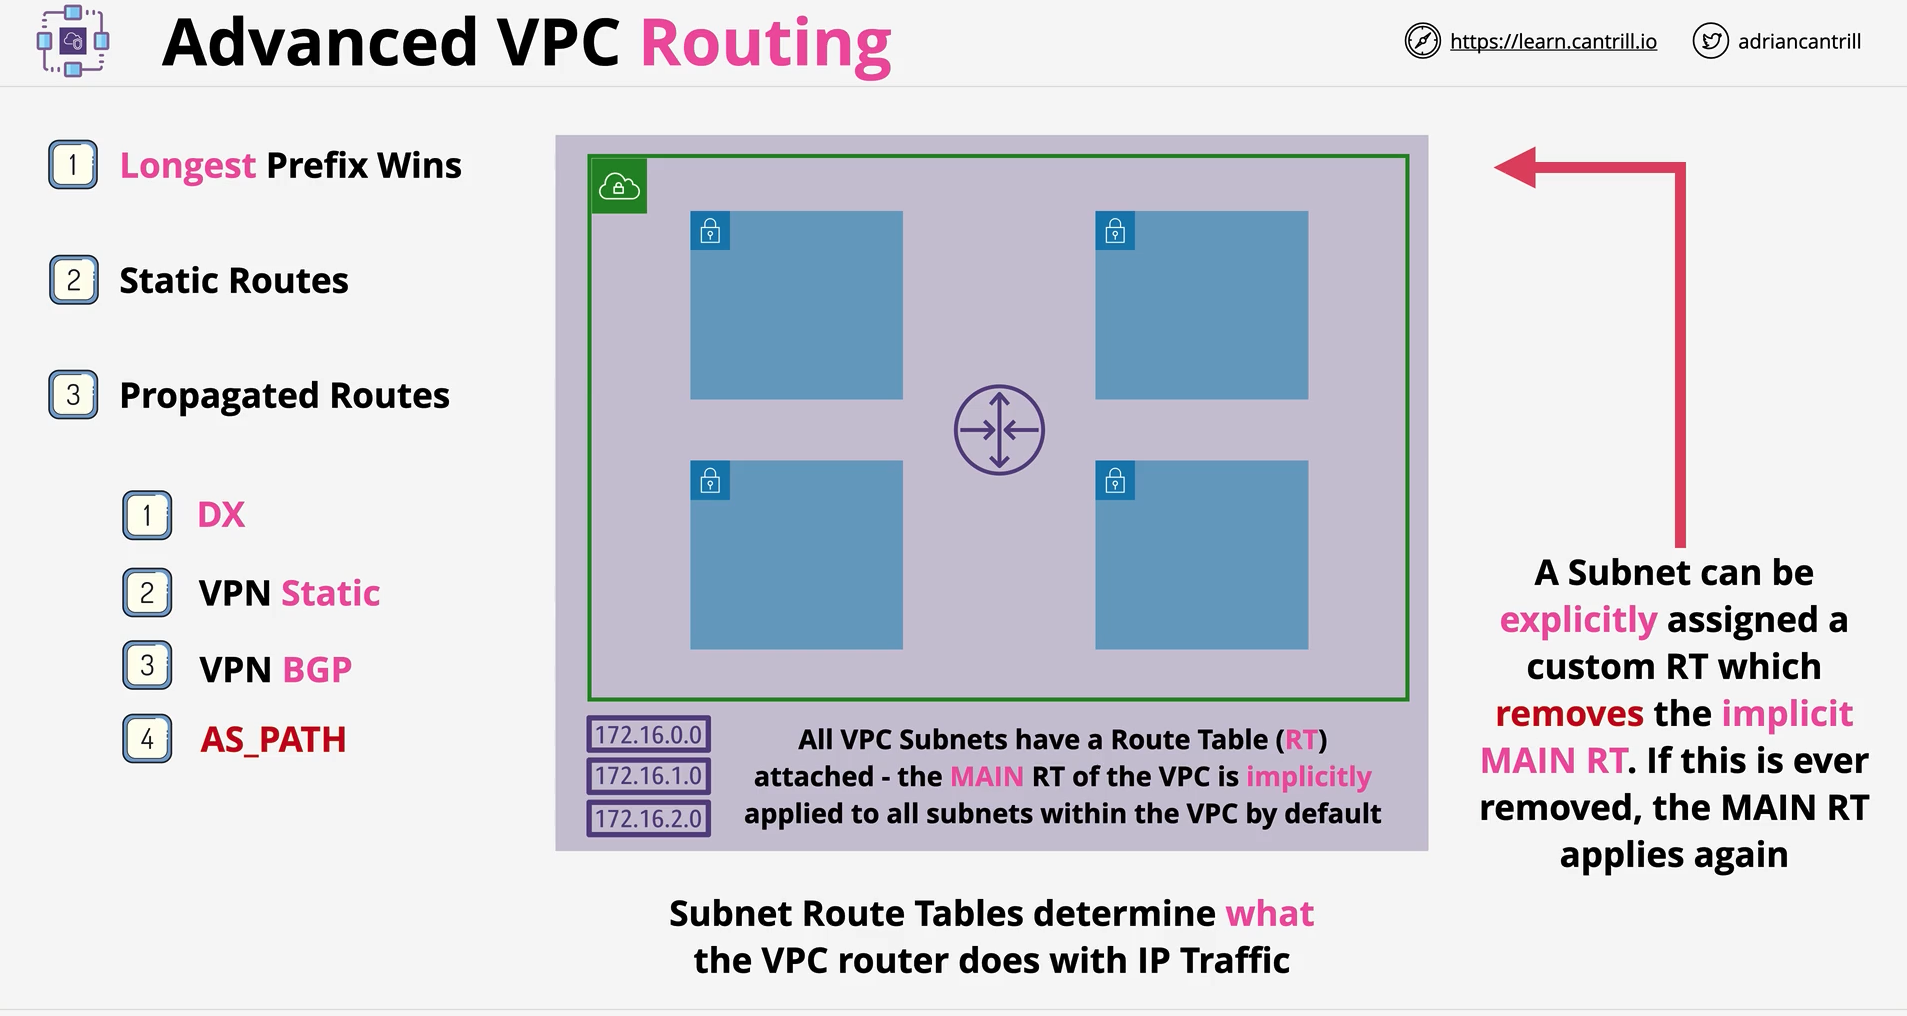 Advanced VPC Routing
https://learn.cantrill.io
adriancantrill
1 Longest Prefix Wins
2 Static Routes
3 Propagated Routes
1 DX
2 VPN Static
3 VPN BGP
4 AS_PATH
172.16.0.0
172.16.1.0
172.16.2.0
All VPC Subnets have a Route Table (RT)
attached - the MAIN RT of the VPC is implicitly
applied to all subnets within the VPC by default
Subnet Route Tables determine what
the VPC router does with IP Traffic
A Subnet can be
explicitly assigned a
custom RT which
removes the implicit
MAIN RT. If this is ever
removed, the MAIN RT
applies again